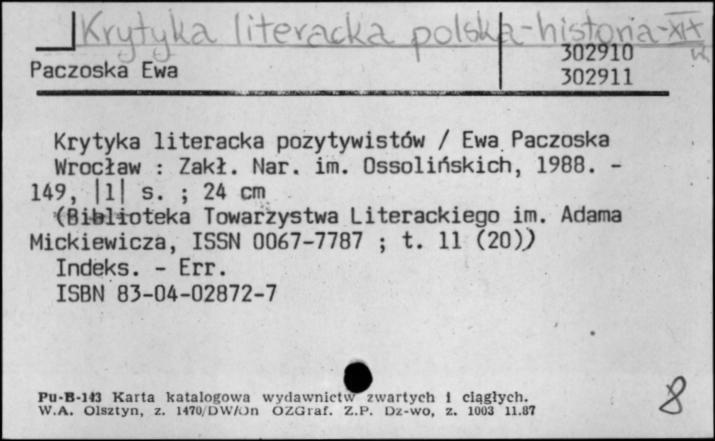 Krytyka literacka polska-historia-XIX w
302910
Paczoska Ewa
302911
Krytyka literacka pozytywistów / Ewa Paczoska
Wrocław : Zakł. Nar. im. Ossolińskich, 1988. -
149, |1| s. ; 24 cm
(Biblioteka Towarzystwa Literackiego im. Adama
Mickiewicza, ISSN 0067-7787 ; t. 11 (20))
Indeks. - Err.
ISBN 83-04-02872-7
Pu-B-143 Karta katalogowa wydawnictw zwartych i ciągłych.
W.A. Olsztyn, z. 1470/DW/On OZGraf. Z.P. Dz-wo, z. 1003 11.87
8